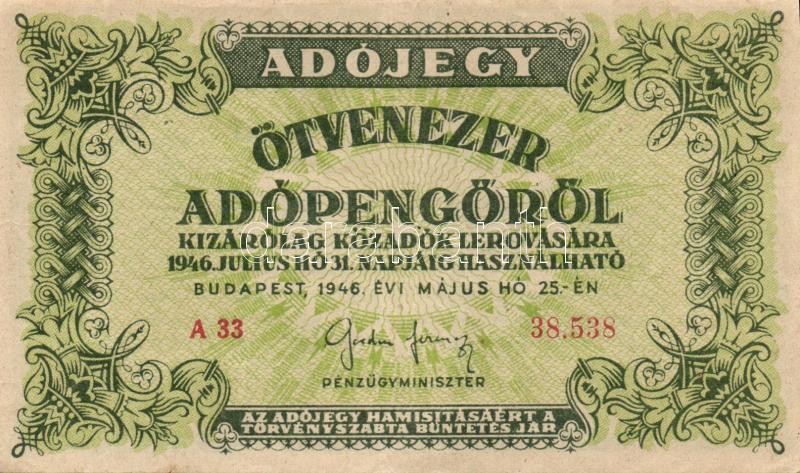 ADÓJEGY
ÖTVENEZER
ADÓPENGŐRŐL
KIZÁRÓLAG KÖZADÓK LEROVÁSÁRA
1946. JULIUS HÓ 31. NAPJÁIG HASZNÁLHATÓ
BUDAPEST, 1946. ÉVI MÁJUS HÓ 25.-ÉN
A 33 38.538
PÉNZÜGYMINISZTER
AZ ADÓJEGY HAMISITÁSÁÉRT A
TÖRVÉNYSZABTA BÜNTETÉS JÁR
darabanth